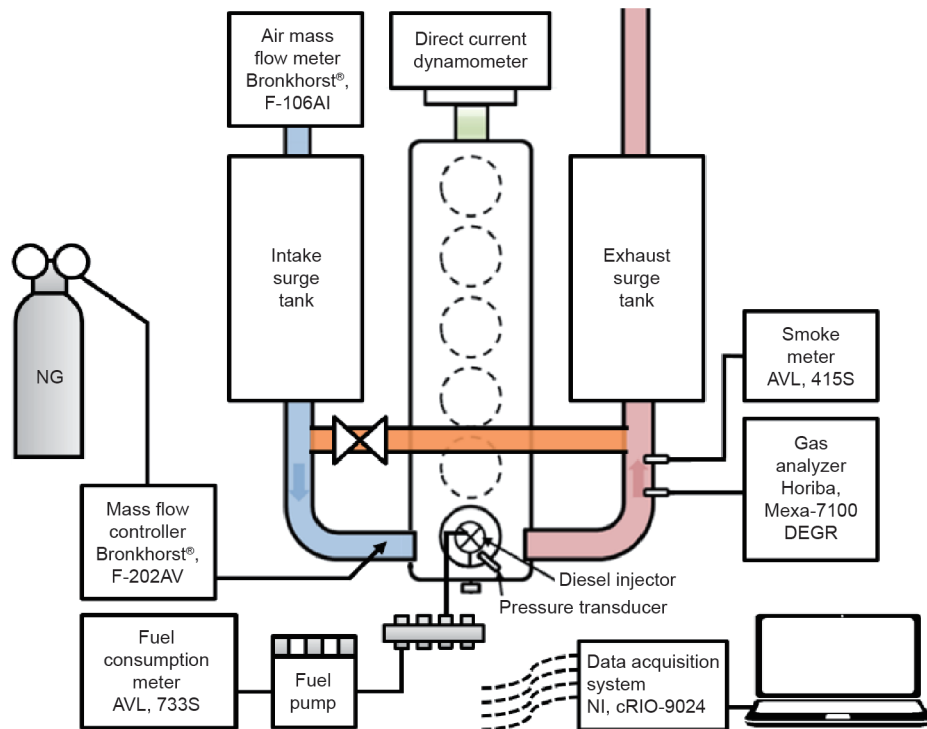 Air mass
flow meter
Bronkhorst®,
F-106AI
Direct current
dynamometer
Intake
surge
tank
Exhaust
surge
tank
NG
Smoke
meter
AVL, 415S
Gas
analyzer
Horiba,
Mexa-7100
DEGR
Mass flow
controller
Bronkhorst®,
F-202AV
Diesel injector
Pressure transducer
Fuel
consumption
meter
AVL, 733S
Fuel
pump
Data acquisition
system
NI, cRIO-9024